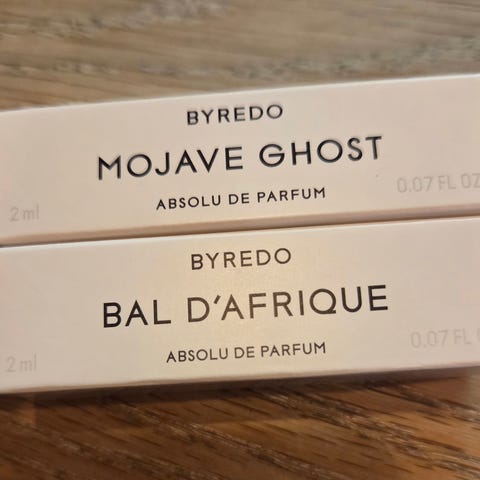 BYREDO
MOJAVE GHOST
ABSOLU DE PARFUM
2 ml
0.07 FL OZ
BYREDO
BAL D'AFRIQUE
ABSOLU DE PARFUM
2 ml
0.07 FL